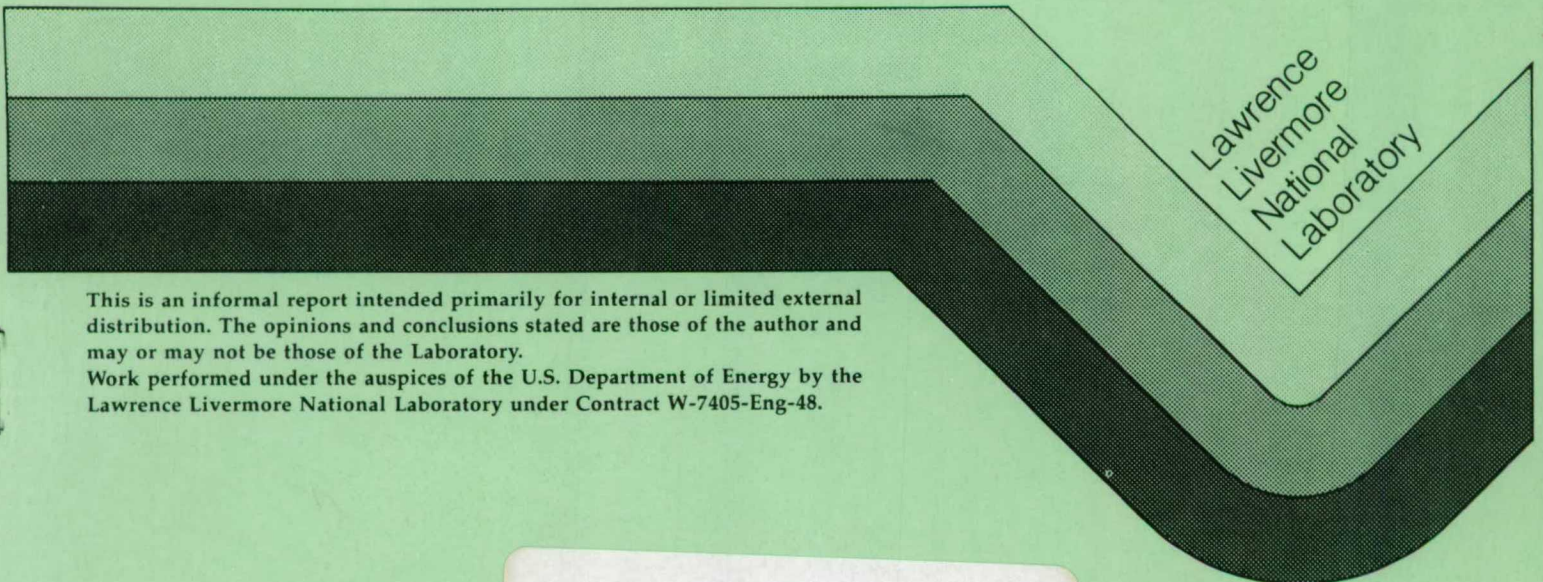 Lawrence
Livermore
National
Laboratory
This is an informal report intended primarily for internal or limited external
distribution. The opinions and conclusions stated are those of the author and
may or may not be those of the Laboratory.
Work performed under the auspices of the U.S. Department of Energy by the
Lawrence Livermore National Laboratory under Contract W-7405-Eng-48.